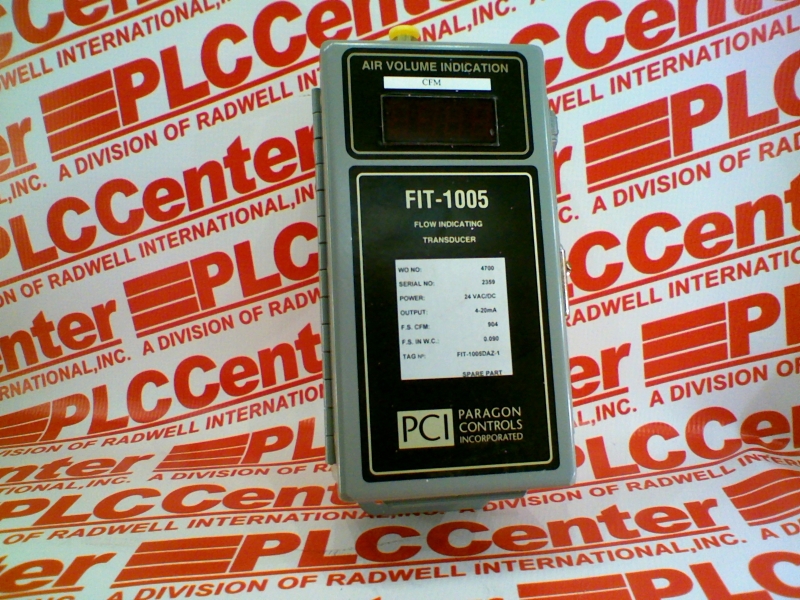 AIR VOLUME INDICATION
CFM
FIT-1005
FLOW INDICATING
TRANSDUCER
WO NO: 4700
SERIAL NO: 2359
POWER: 24 VAC/DC
OUTPUT: 4-20mA
F.S. CFM: 904
F.S. IN W.C.: 0.090
TAG Nº: FIT-1005DAZ-1
SPARE PART
PCI PARAGON
CONTROLS
INCORPORATED
PLCCenter
A DIVISION OF RADWELL INTERNATIONAL, INC.